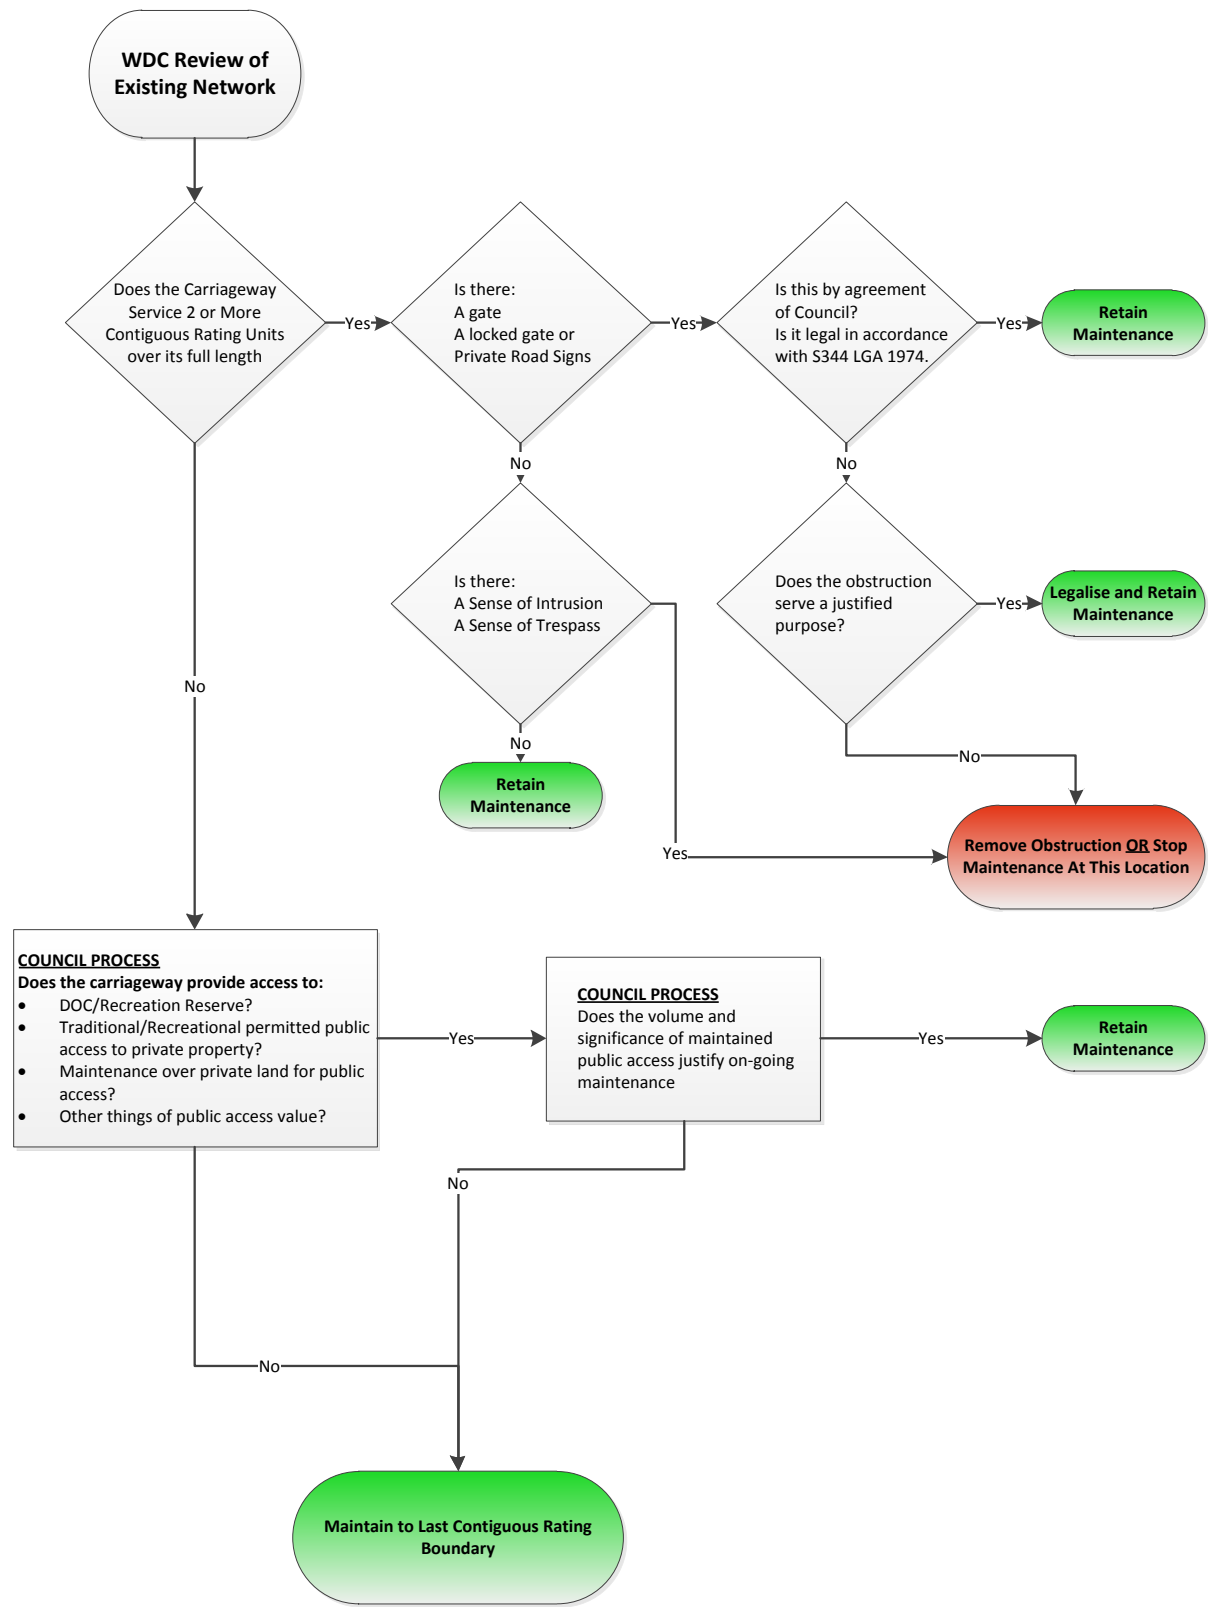 WDC Review of
Existing Network
Does the Carriageway
Service 2 or More
Contiguous Rating Units
over its full length
Yes
Is there:
A gate
A locked gate or
Private Road Signs
Yes
Is this by agreement
of Council?
Is it legal in accordance
with S344 LGA 1974.
Yes
Retain
Maintenance
No
No
Is there:
A Sense of Intrusion
A Sense of Trespass
Does the obstruction
serve a justified
purpose?
Yes
Legalise and Retain
Maintenance
No
No
No
Retain
Maintenance
Yes
Remove Obstruction OR Stop
Maintenance At This Location
COUNCIL PROCESS
Does the carriageway provide access to:
• DOC/Recreation Reserve?
• Traditional/Recreational permitted public
access to private property?
• Maintenance over private land for public
access?
• Other things of public access value?
Yes
COUNCIL PROCESS
Does the volume and
significance of maintained
public access justify on-going
maintenance
Yes
Retain
Maintenance
No
No
Maintain to Last Contiguous Rating
Boundary